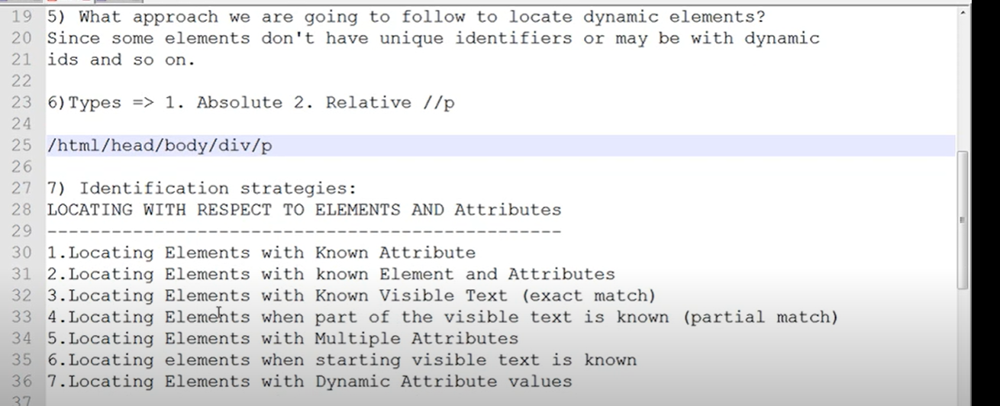 19 5) What approach we are going to follow to locate dynamic elements?
20 Since some elements don't have unique identifiers or may be with dynamic
21 ids and so on.
22
23 6)Types => 1. Absolute 2. Relative //p
24
25 /html/head/body/div/p
26
27 7) Identification strategies:
28 LOCATING WITH RESPECT TO ELEMENTS AND Attributes
29 ------------------------------------------------
30 1.Locating Elements with Known Attribute
31 2.Locating Elements with known Element and Attributes
32 3.Locating Elements with Known Visible Text (exact match)
33 4.Locating Elements when part of the visible text is known (partial match)
34 5.Locating Elements with Multiple Attributes
35 6.Locating elements when starting visible text is known
36 7.Locating Elements with Dynamic Attribute values
37